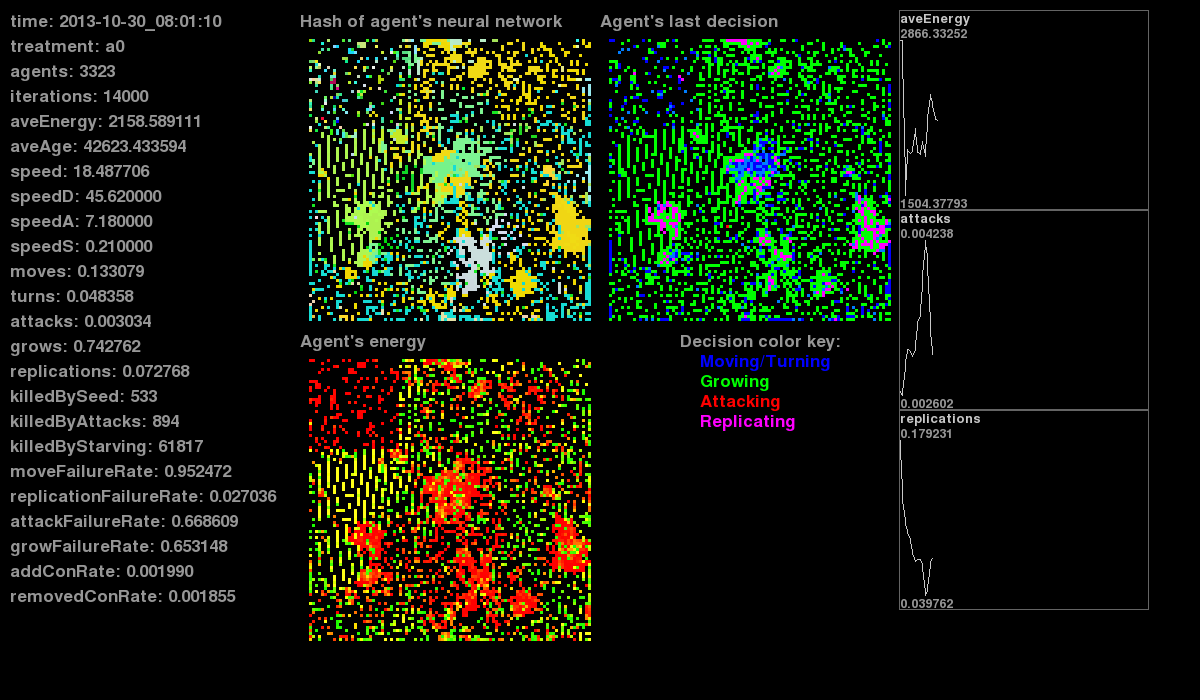 time: 2013-10-30_08:01:10
treatment: a0
agents: 3323
iterations: 14000
aveEnergy: 2158.589111
aveAge: 42623.433594
speed: 18.487706
speedD: 45.620000
speedA: 7.180000
speedS: 0.210000
moves: 0.133079
turns: 0.048358
attacks: 0.003034
grows: 0.742762
replications: 0.072768
killedBySeed: 533
killedByAttacks: 894
killedByStarving: 61817
moveFailureRate: 0.952472
replicationFailureRate: 0.027036
attackFailureRate: 0.668609
growFailureRate: 0.653148
addConRate: 0.001990
removedConRate: 0.001855
Hash of agent's neural network
Agent's last decision
Agent's energy
Decision color key:
Moving/Turning
Growing
Attacking
Replicating
aveEnergy
2866.33252
1504.37793
attacks
0.004238
0.002602
replications
0.179231
0.039762